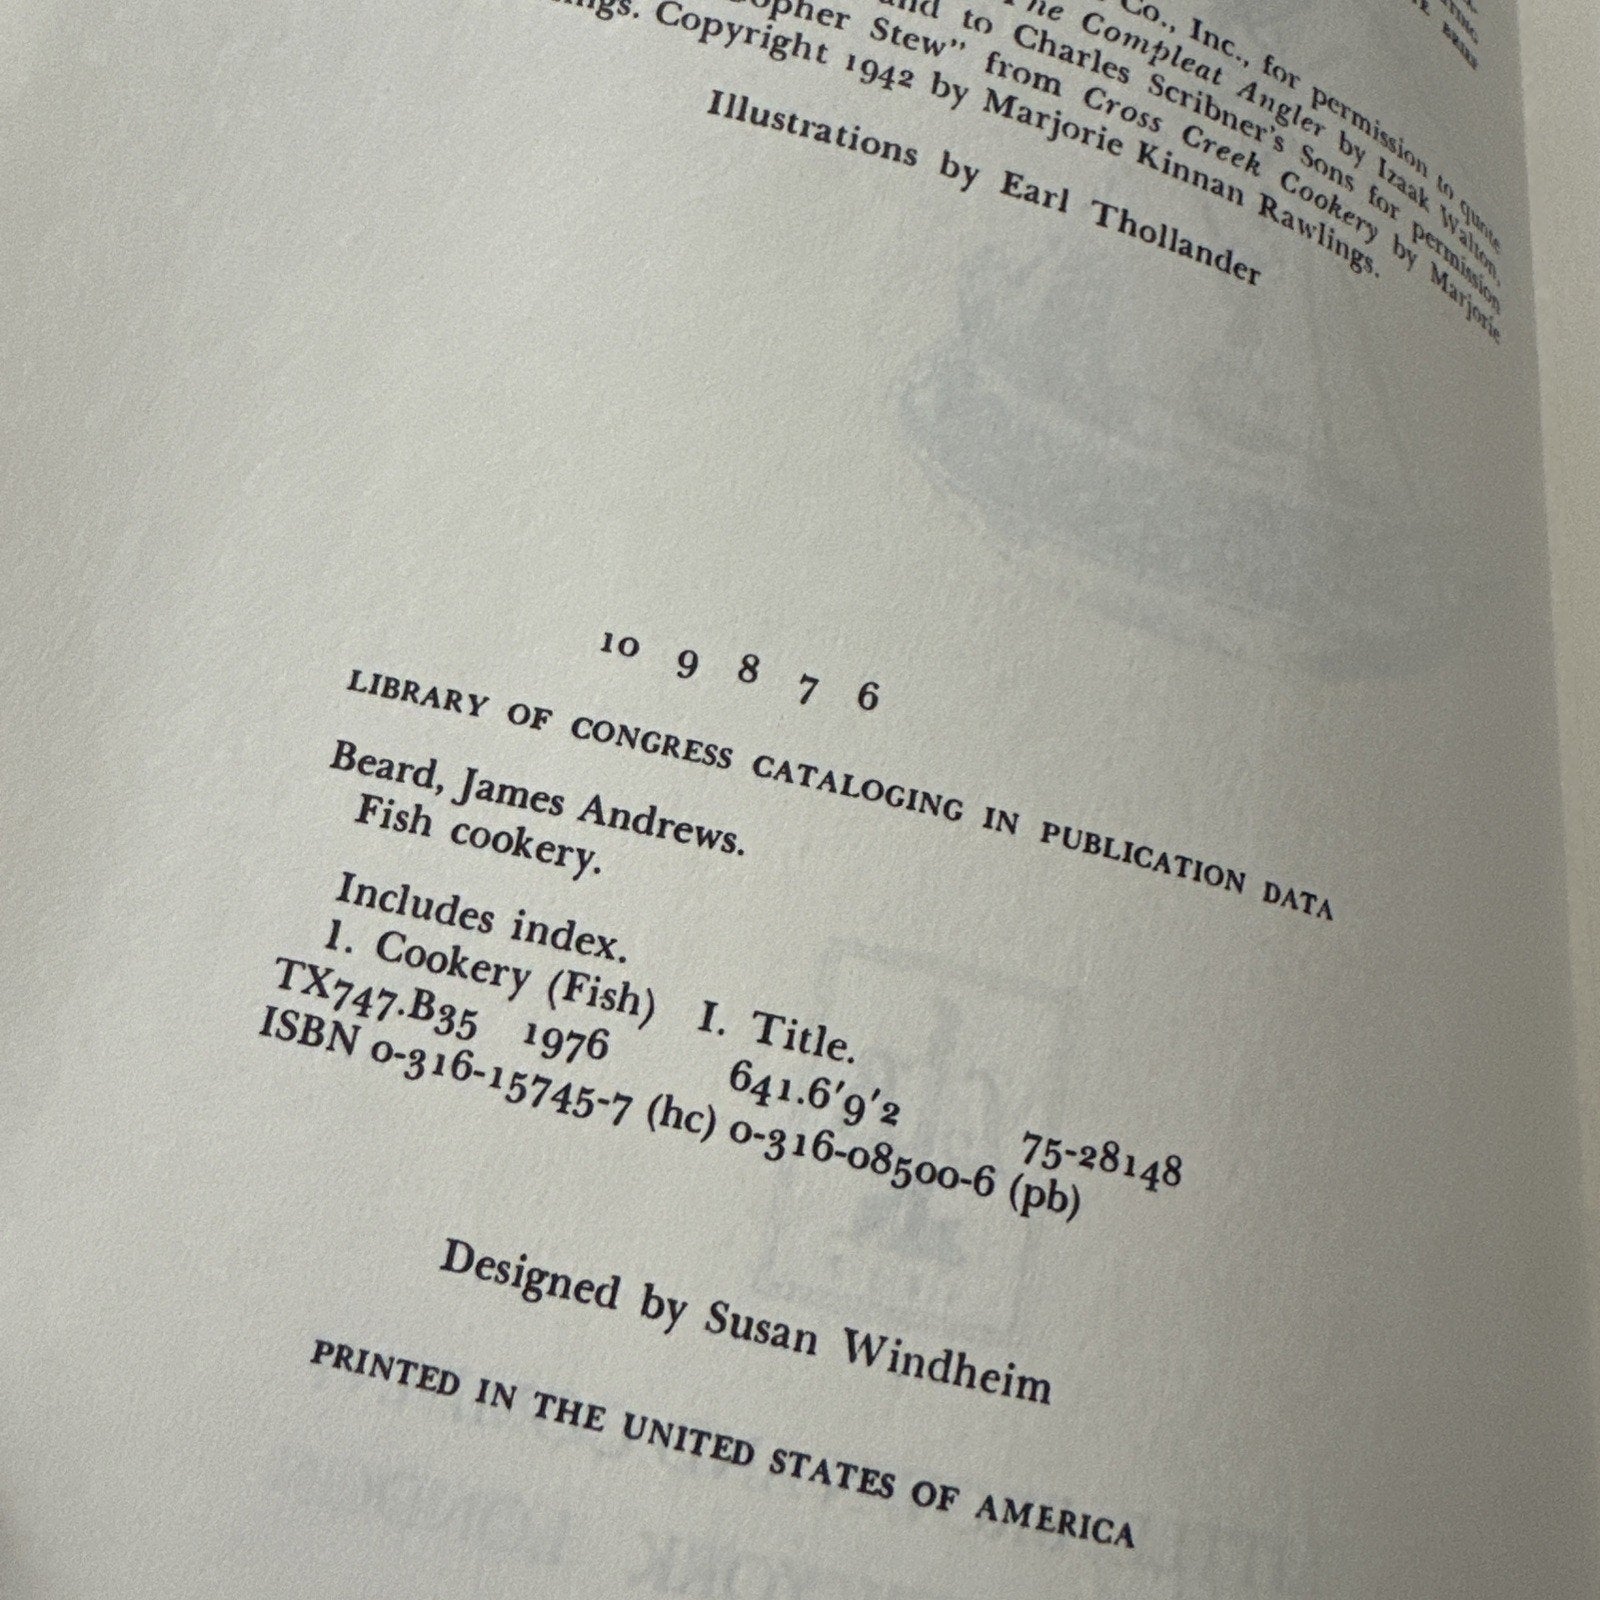 Co., Inc., for permission to quote
The Compleat Angler by Izaak Walton,
and to Charles Scribner's Sons for permission
Stew" from Cross Creek Cookery by Marjorie
Copyright 1942 by Marjorie Kinnan Rawlings.
Illustrations by Earl Thollander
10 9 8 7 6
LIBRARY OF CONGRESS CATALOGING IN PUBLICATION DATA
Beard, James Andrews.
Fish cookery.
Includes index.
1. Cookery (Fish) I. Title.
TX747.B35 1976 641.6'9'2 75-28148
ISBN 0-316-15745-7 (hc) 0-316-08500-6 (pb)
Designed by Susan Windheim
PRINTED IN THE UNITED STATES OF AMERICA